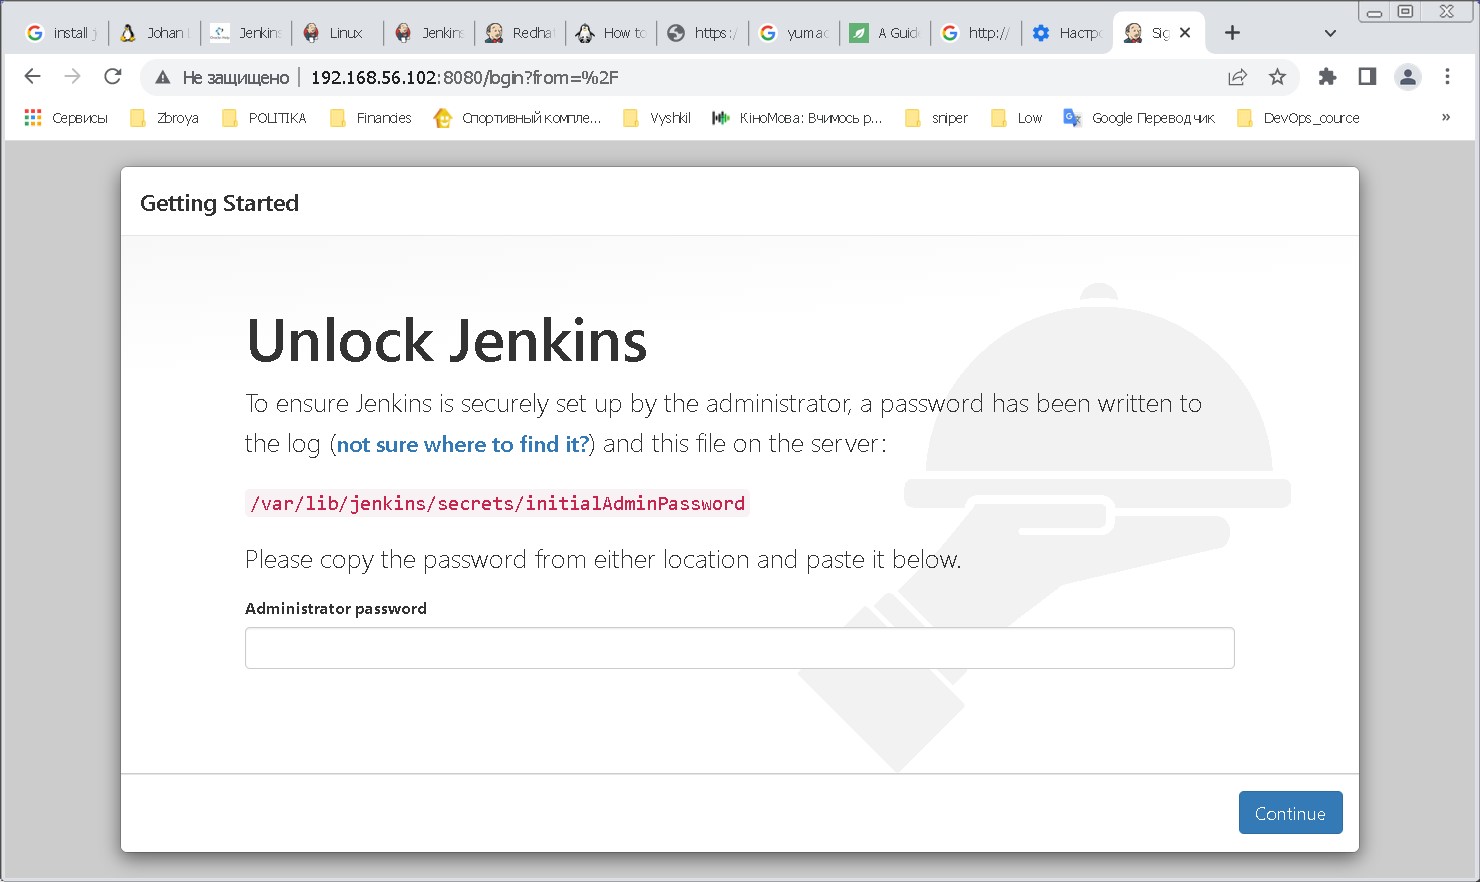 install j
Johan
Jenkins
Linux
Jenkins
Redha
How to
https:/
yum ac
A Guid
http://
Настро
Sig
Не защищено
192.168.56.102:8080/login?from=%2F
Сервисы
Zbroya
POLITIKA
Financies
Спортивный компле...
Vyshkil
КіноМова: Вчимось р...
sniper
Low
Google Переводчик
DevOps_cource
»
Getting Started
Unlock Jenkins
To ensure Jenkins is securely set up by the administrator, a password has been written to
the log (not sure where to find it?) and this file on the server:
/var/lib/jenkins/secrets/initialAdminPassword
Please copy the password from either location and paste it below.
Administrator password
Continue